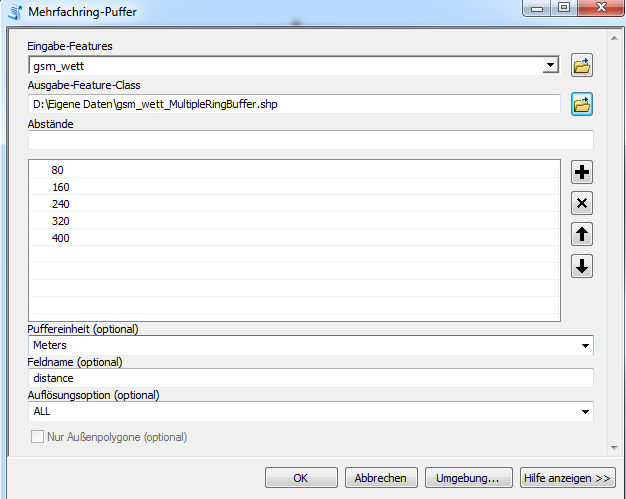 Mehrfachring-Puffer
Eingabe-Features
gsm_wett
Ausgabe-Feature-Class
D:\Eigene Daten\gsm_wett_MultipleRingBuffer.shp
Abstände
80
160
240
320
400
Puffereinheit (optional)
Meters
Feldname (optional)
distance
Auflösungsoption (optional)
ALL
Nur Außenpolygone (optional)
OK Abbrechen Umgebung... Hilfe anzeigen >>